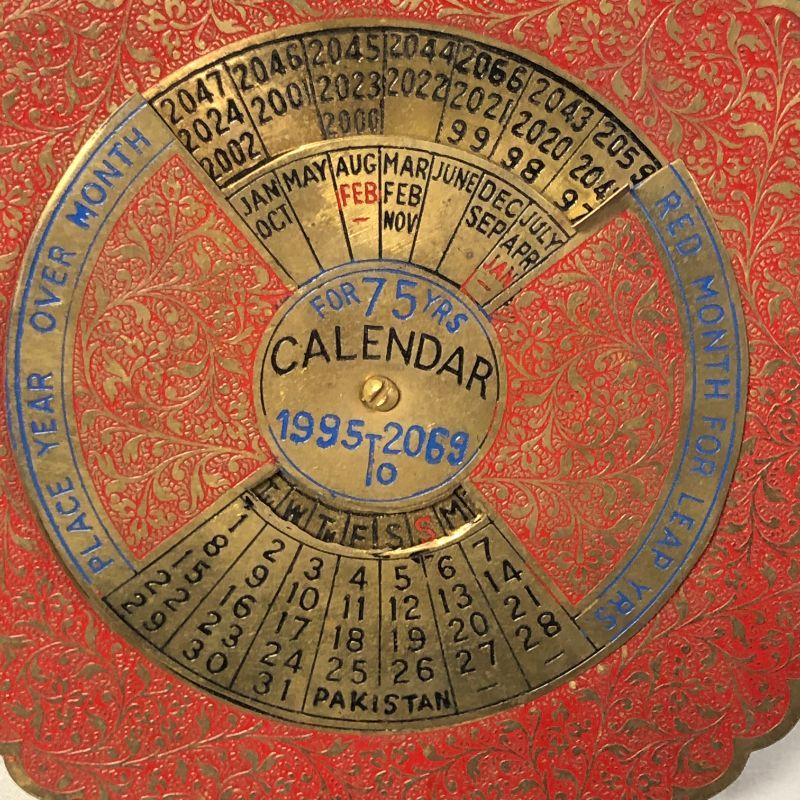 2047 2046 2045 2044 2066 2043 2059
2024 2001 2023 2022 2021 2020
2002 2000 99 98 97
JAN MAY AUG MAR JUNE DEC JULY
OCT FEB FEB SEP APR
– NOV – JAN
–
PLACE YEAR OVER MONTH
RED MONTH FOR LEAP YRS
FOR 75 YRS
CALENDAR
1995 To 2069
T. W. T. F. S S M
1 2 3 4 5 6 7
8 9 10 11 12 13 14
15 16 17 18 19 20 21
22 23 24 25 26 27 28
29 30 31 – –
PAKISTAN